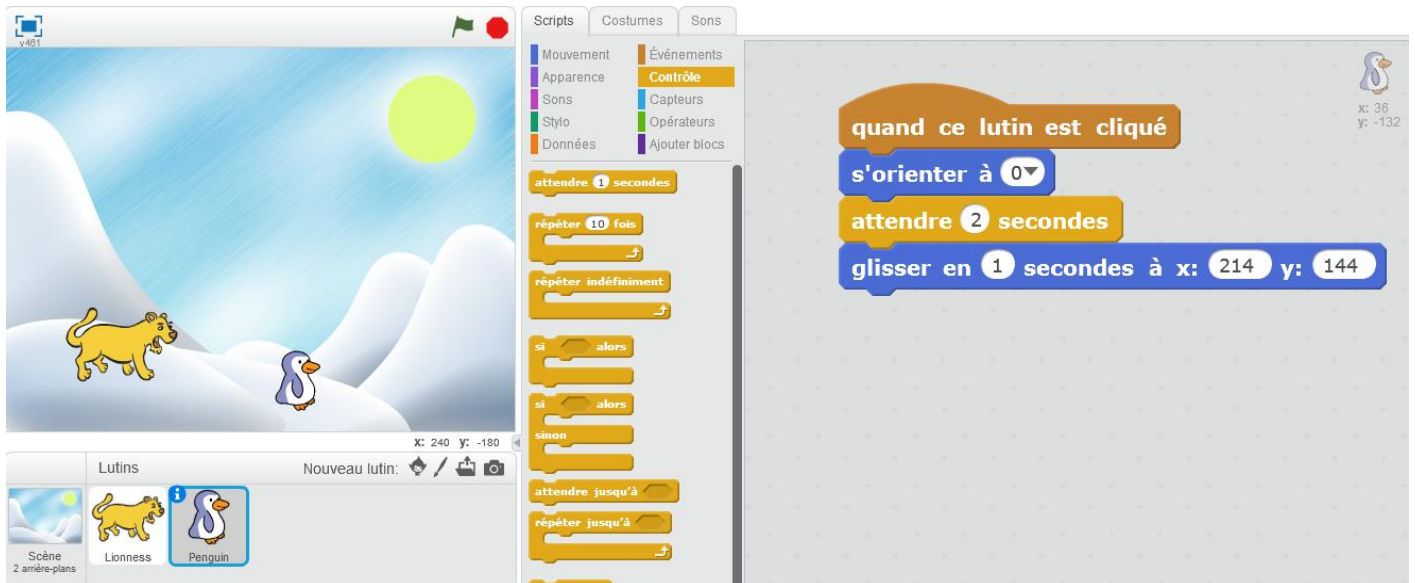 v461
x: 240 y: -180
Lutins
Nouveau lutin:
Scène
2 arrière-plans
Lionness
Penguin
Scripts
Costumes
Sons
Mouvement
Événements
Apparence
Contrôle
Sons
Capteurs
Stylo
Opérateurs
Données
Ajouter blocs
attendre 1 secondes
répéter 10 fois
répéter indéfiniment
si alors
si alors
sinon
attendre jusqu'à
répéter jusqu'à
quand ce lutin est cliqué
s'orienter à 0
attendre 2 secondes
glisser en 1 secondes à x: 214 y: 144
x: 36
y: -132